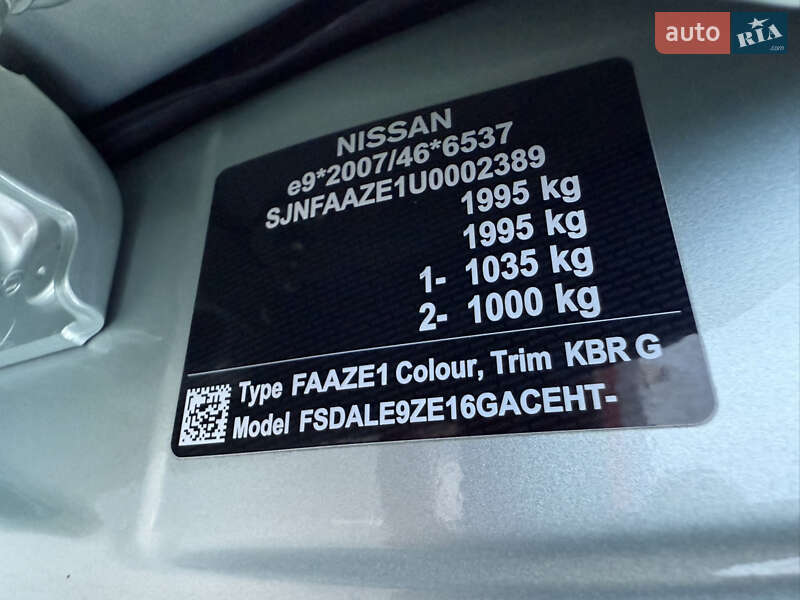 auto RIA .com
NISSAN
e9*2007/46*6537
SJNFAAZE1U0002389
1995 kg
1995 kg
1- 1035 kg
2- 1000 kg
Type FAAZE1 Colour, Trim KBR G
Model FSDALE9ZE16GACEHT-